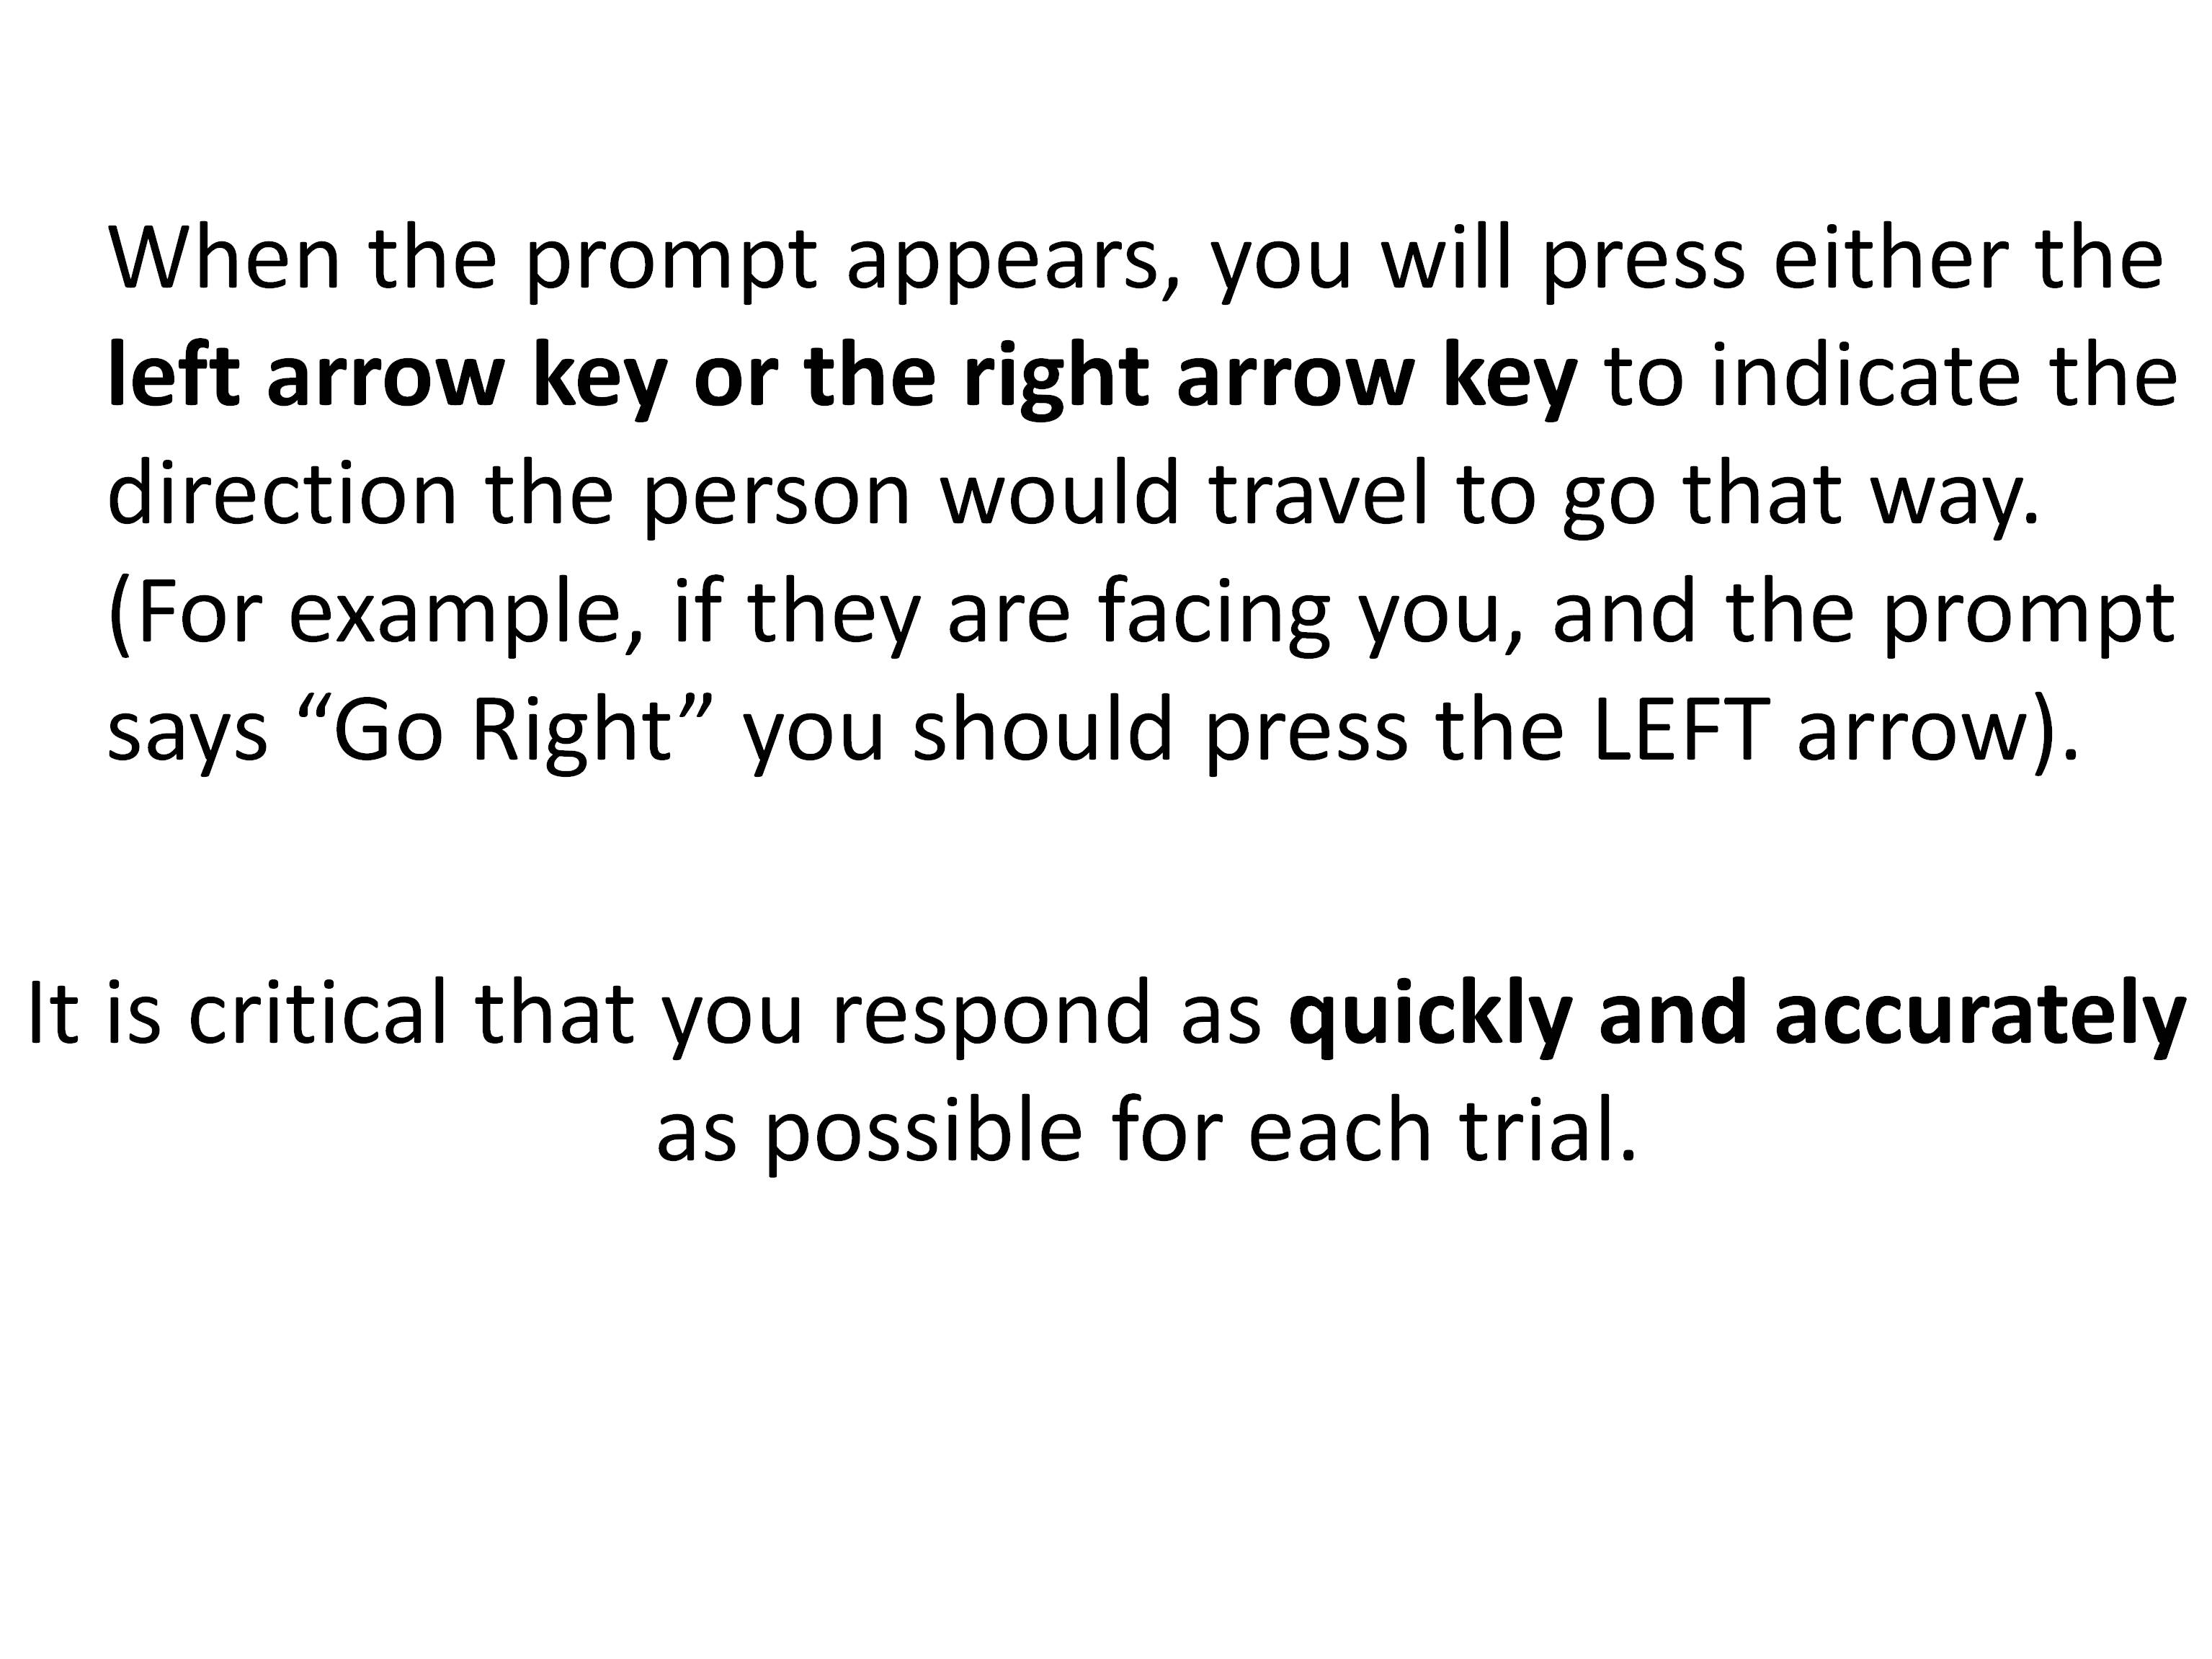 When the prompt appears, you will press either the
left arrow key or the right arrow key to indicate the
direction the person would travel to go that way.
(For example, if they are facing you, and the prompt
says “Go Right” you should press the LEFT arrow).
It is critical that you respond as quickly and accurately
as possible for each trial.